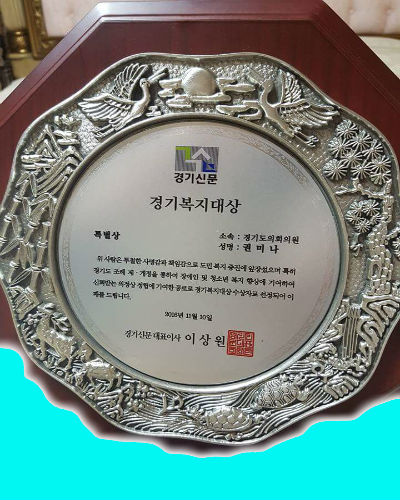 경기신문
경기복지대상
특별상
소속 : 경기도의회의원
성명 : 권미나
위 사람은 투철한 사명감과 책임감으로 도민 복지 증진에 앞장섰으며 특히
경기도 조례 제 · 개정을 통하여 장애인 및 청소년 복지 향상에 기여하여
신뢰받는 의정상 정립에 기여한 공로로 경기복지대상 수상자로 선정되어 이
패를 드립니다.
2016년 11월 10일
경기신문 대표이사 이상원